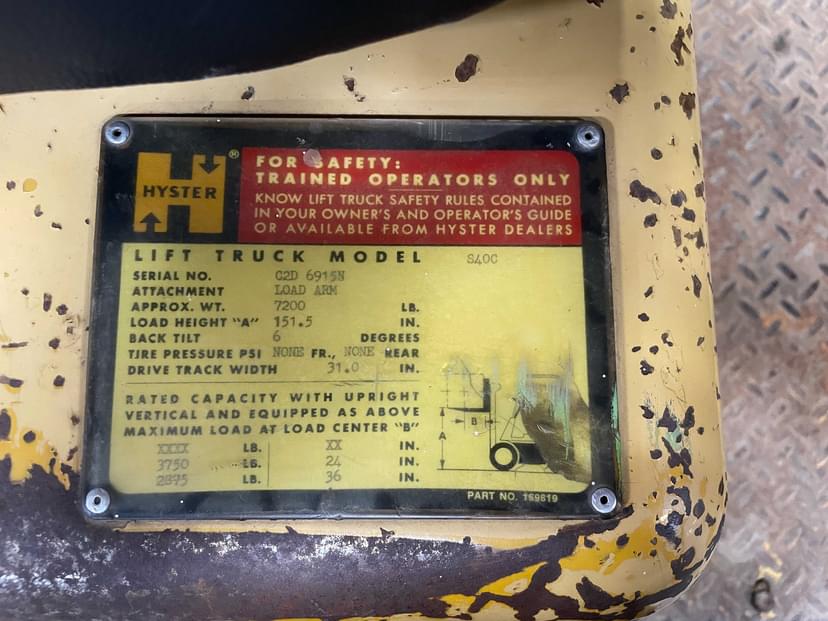 HYSTER
®
FOR SAFETY:
TRAINED OPERATORS ONLY
KNOW LIFT TRUCK SAFETY RULES CONTAINED
IN YOUR OWNER'S AND OPERATOR'S GUIDE
OR AVAILABLE FROM HYSTER DEALERS
LIFT TRUCK MODEL S40C
SERIAL NO. C2D 6915N
ATTACHMENT LOAD ARM
APPROX. WT. 7200 LB.
LOAD HEIGHT "A" 151.5 IN.
BACK TILT 6 DEGREES
TIRE PRESSURE PSI NONE FR., NONE REAR
DRIVE TRACK WIDTH 31.0 IN.
RATED CAPACITY WITH UPRIGHT
VERTICAL AND EQUIPPED AS ABOVE
MAXIMUM LOAD AT LOAD CENTER "B"
XXXX LB. XX IN.
3750 LB. 24 IN.
2875 LB. 36 IN.
A
B
PART NO. 169819